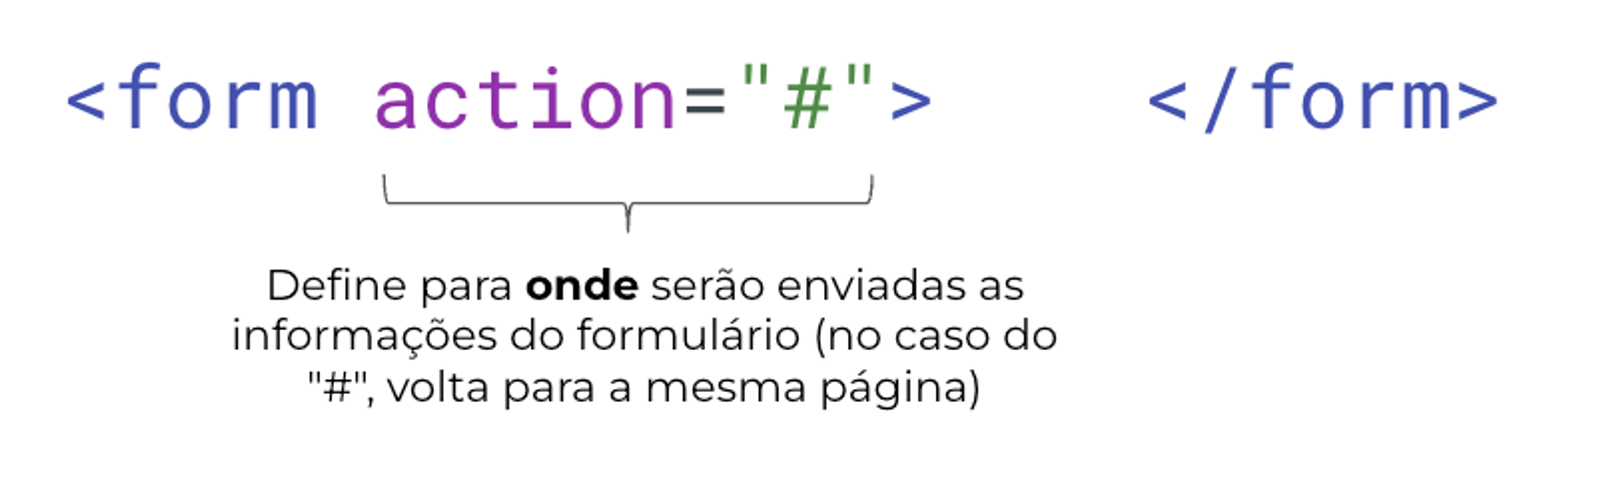 <form action="#"> </form>
Define para onde serão enviadas as
informações do formulário (no caso do
"#", volta para a mesma página)